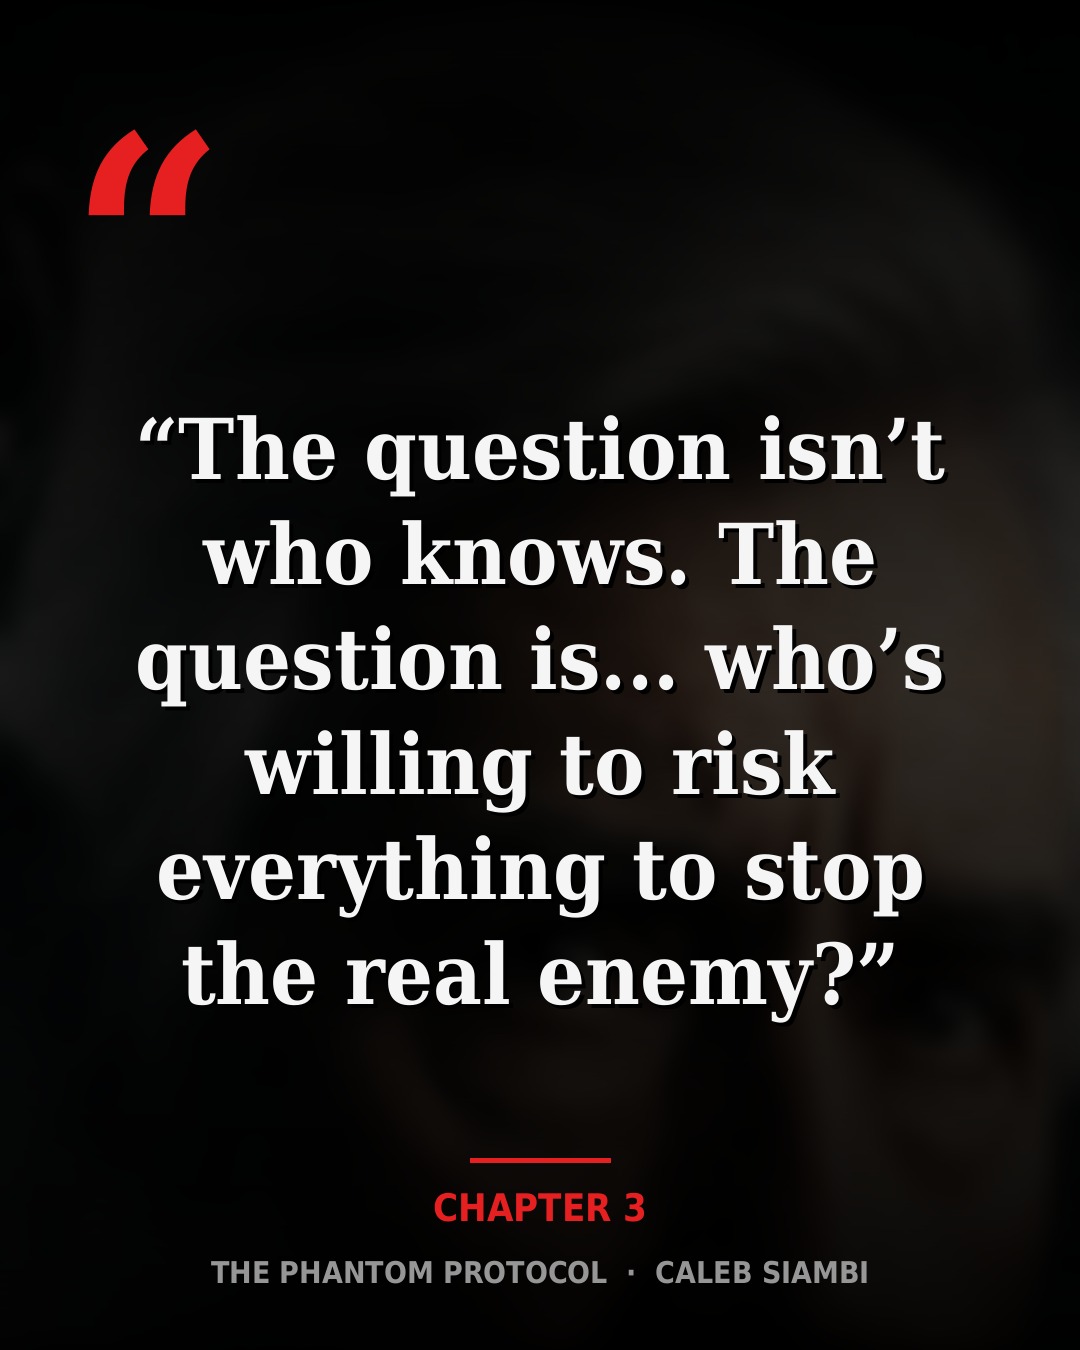 “
“The question isn’t
who knows. The
question is... who’s
willing to risk
everything to stop
the real enemy?”
CHAPTER 3
THE PHANTOM PROTOCOL · CALEB SIAMBI